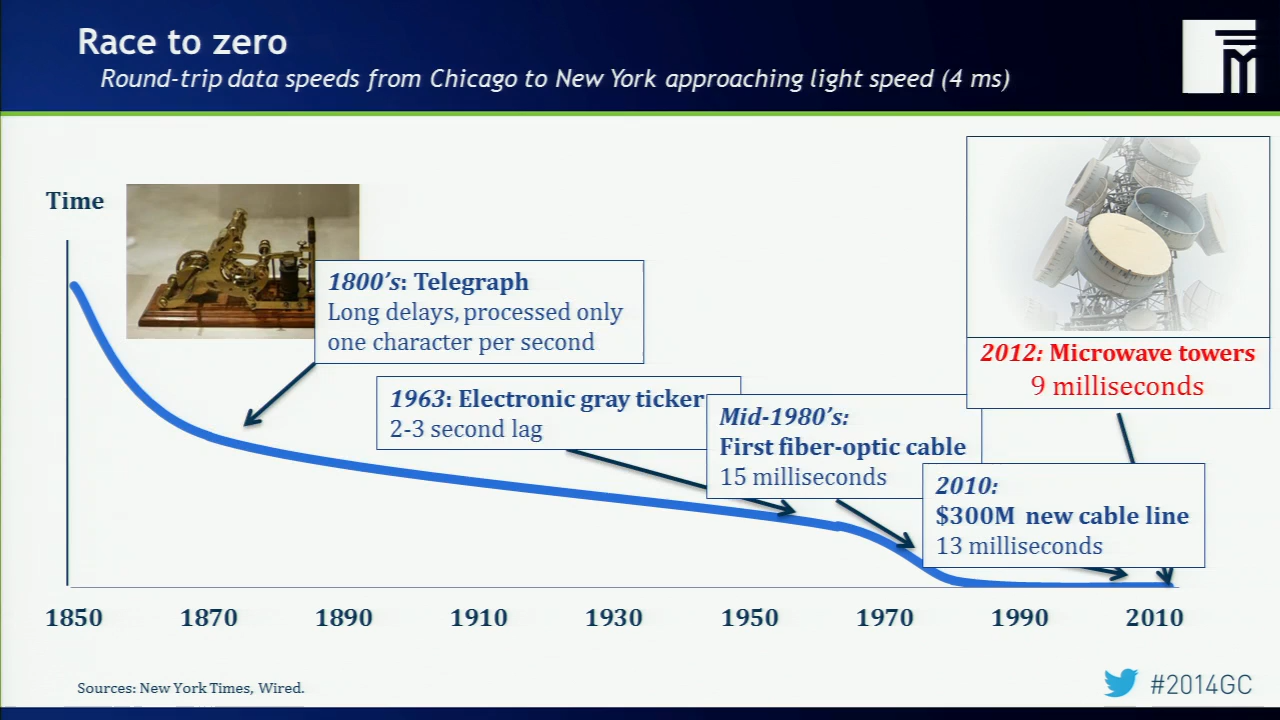 Race to zero
Round-trip data speeds from Chicago to New York approaching light speed (4 ms)
Time
1800's: Telegraph
Long delays, processed only
one character per second
1963: Electronic gray ticker
2-3 second lag
Mid-1980's:
First fiber-optic cable
15 milliseconds
2010:
$300M new cable line
13 milliseconds
2012: Microwave towers
9 milliseconds
1850 1870 1890 1910 1930 1950 1970 1990 2010
Sources: New York Times, Wired.
#2014GC